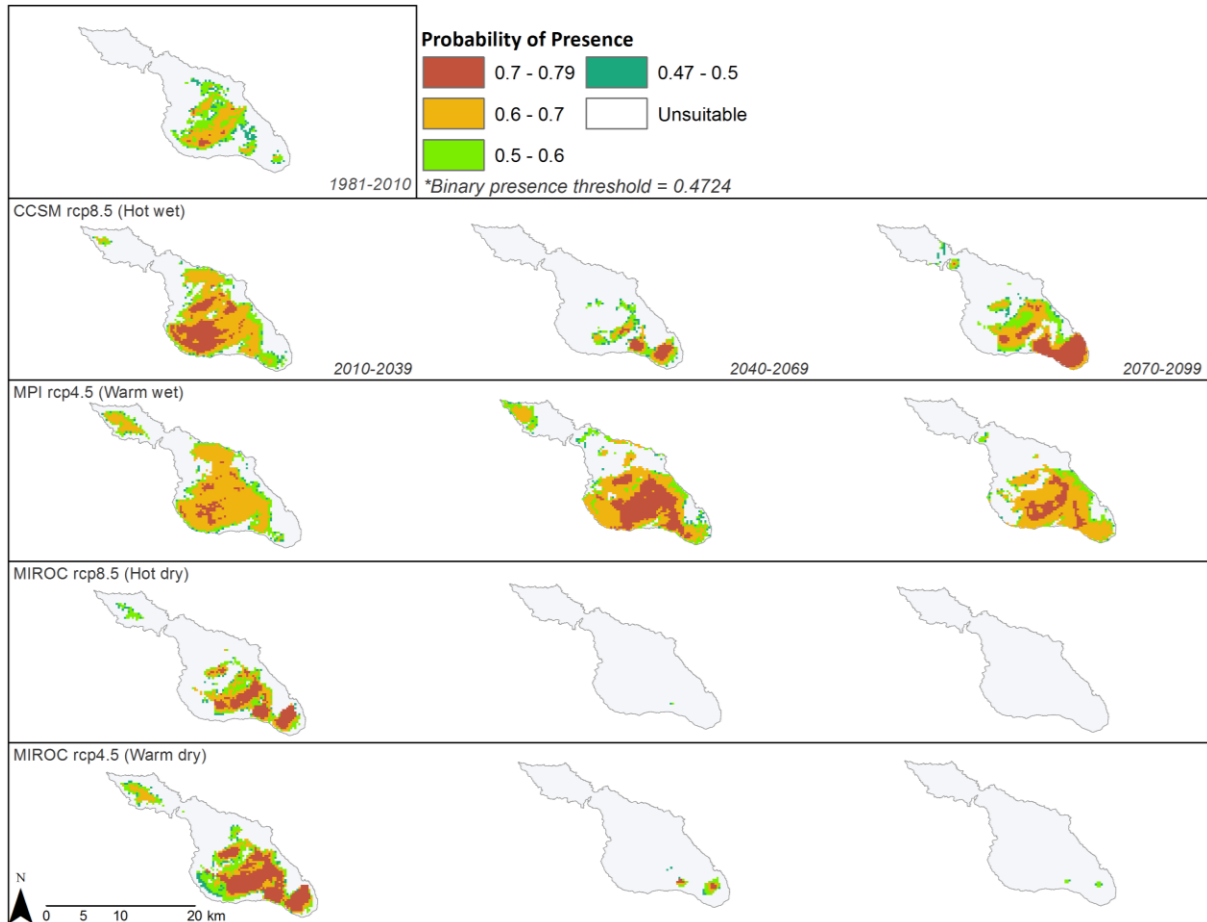 Probability of Presence
0.7 - 0.79
0.47 - 0.5
0.6 - 0.7
Unsuitable
0.5 - 0.6
*Binary presence threshold = 0.4724
1981-2010
CCSM rcp8.5 (Hot wet)
2010-2039
2040-2069
2070-2099
MPI rcp4.5 (Warm wet)
MIROC rcp8.5 (Hot dry)
MIROC rcp4.5 (Warm dry)
N
0 5 10 20 km